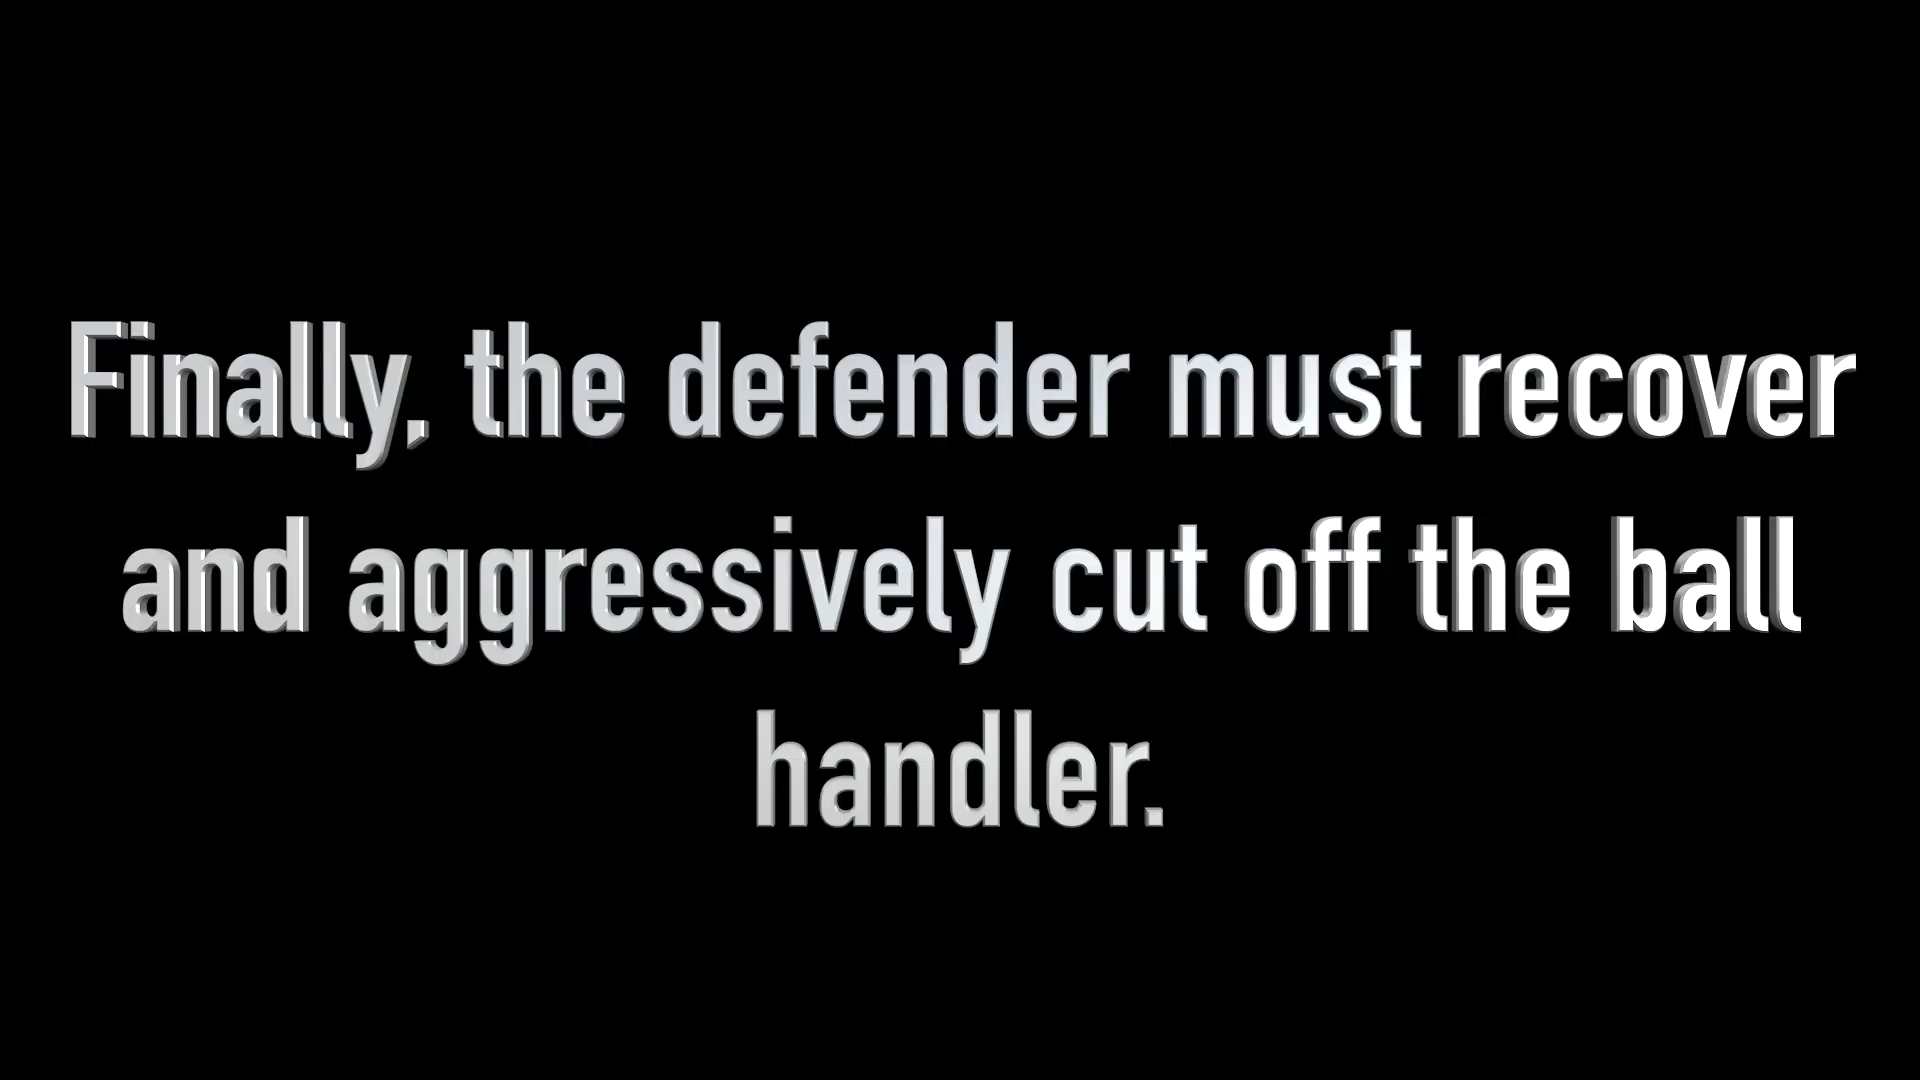 Finally, the defender must recover
and aggressively cut off the ball
handler.